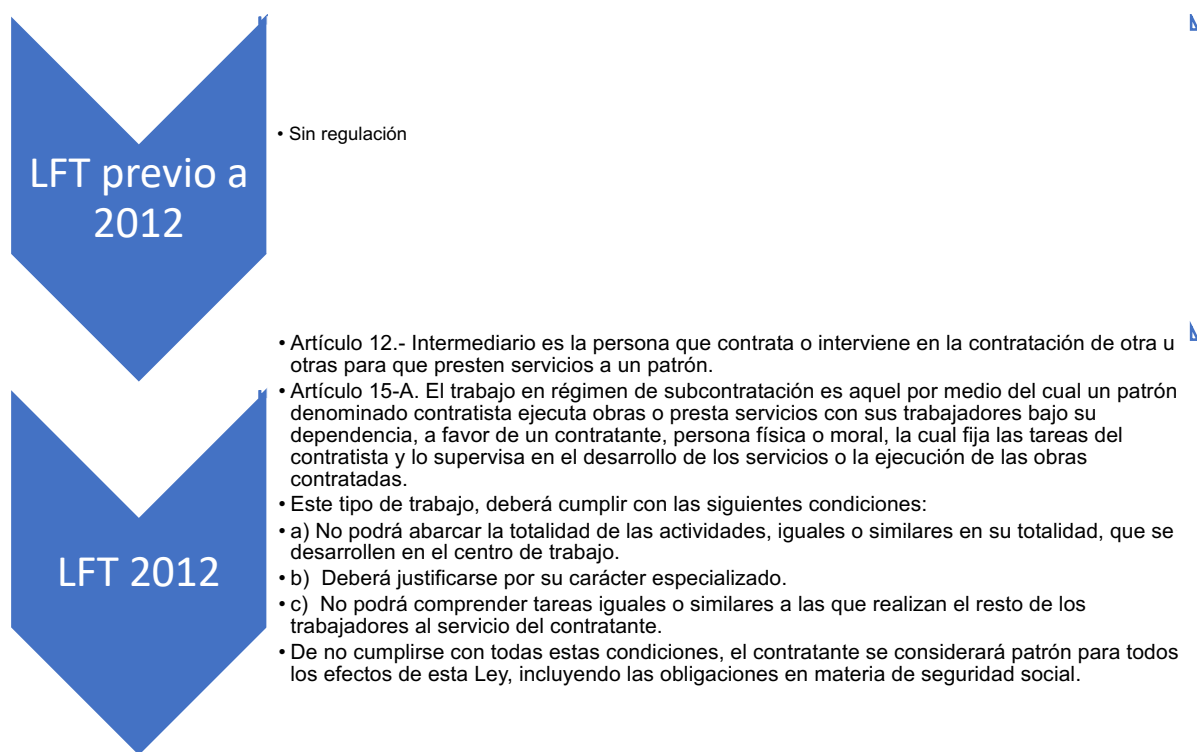 LFT previo a
2012
• Sin regulación
LFT 2012
• Artículo 12.- Intermediario es la persona que contrata o interviene en la contratación de otra u
otras para que presten servicios a un patrón.
• Artículo 15-A. El trabajo en régimen de subcontratación es aquel por medio del cual un patrón
denominado contratista ejecuta obras o presta servicios con sus trabajadores bajo su
dependencia, a favor de un contratante, persona física o moral, la cual fija las tareas del
contratista y lo supervisa en el desarrollo de los servicios o la ejecución de las obras
contratadas.
• Este tipo de trabajo, deberá cumplir con las siguientes condiciones:
• a) No podrá abarcar la totalidad de las actividades, iguales o similares en su totalidad, que se
desarrollen en el centro de trabajo.
• b) Deberá justificarse por su carácter especializado.
• c) No podrá comprender tareas iguales o similares a las que realizan el resto de los
trabajadores al servicio del contratante.
• De no cumplirse con todas estas condiciones, el contratante se considerará patrón para todos
los efectos de esta Ley, incluyendo las obligaciones en materia de seguridad social.